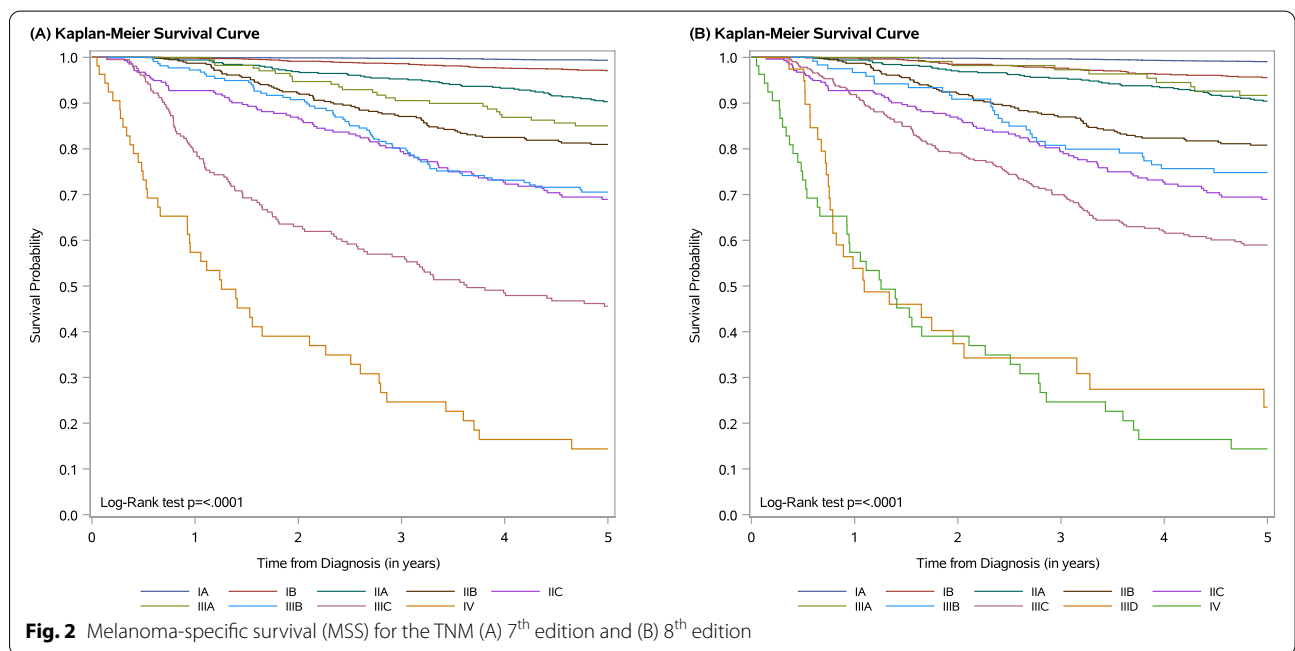 (A) Kaplan-Meier Survival Curve
1.0
0.9
0.8
0.7
0.6
0.5
0.4
0.3
0.2
0.1
0.0
Survival Probability
Log-Rank test p=<.0001
0 1 2 3 4 5
Time from Diagnosis (in years)
IA IB IIA IIB IIC
IIIA IIIB IIIC IV
(B) Kaplan-Meier Survival Curve
1.0
0.9
0.8
0.7
0.6
0.5
0.4
0.3
0.2
0.1
0.0
Survival Probability
Log-Rank test p=<.0001
0 1 2 3 4 5
Time from Diagnosis (in years)
IA IB IIA IIB IIC
IIIA IIIB IIIC IIID IV
Fig. 2 Melanoma-specific survival (MSS) for the TNM (A) 7th edition and (B) 8th edition